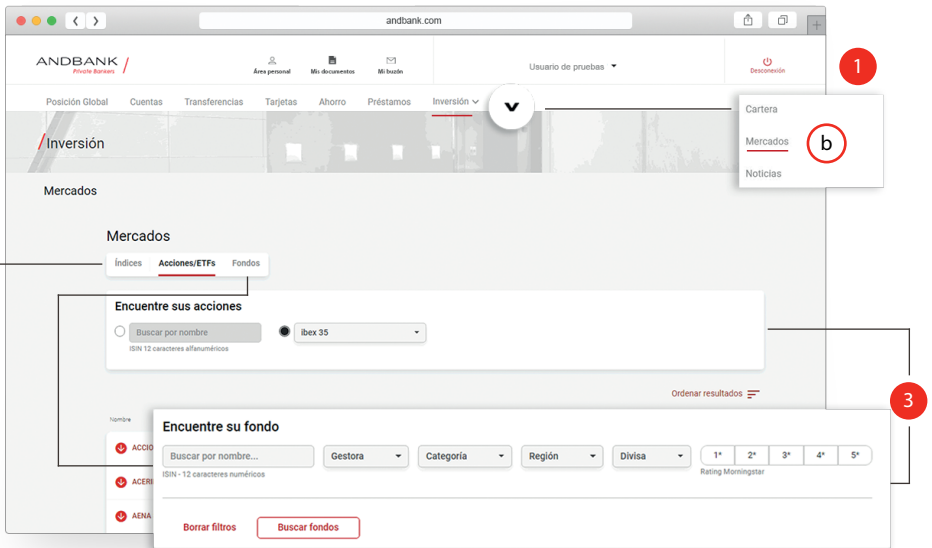 andbank.com
ANDBANK
Private Bankers
Área personal
Mis documentos
Mi buzón
Usuario de pruebas
Desconexión
1
Posición Global
Cuentas
Transferencias
Tarjetas
Ahorro
Préstamos
Inversión
Cartera
Mercados
b
Noticias
Inversión
Mercados
Mercados
Índices
Acciones/ETFs
Fondos
Encuentre sus acciones
Buscar por nombre
ibex 35
ISIN 12 caracteres alfanuméricos
Ordenar resultados
3
Nombre
ACCIO
ACERI
AENA
Encuentre su fondo
Buscar por nombre...
Gestora
Categoría
Región
Divisa
1*
2*
3*
4*
5*
ISIN - 12 caracteres numéricos
Rating Morningstar
Borrar filtros
Buscar fondos